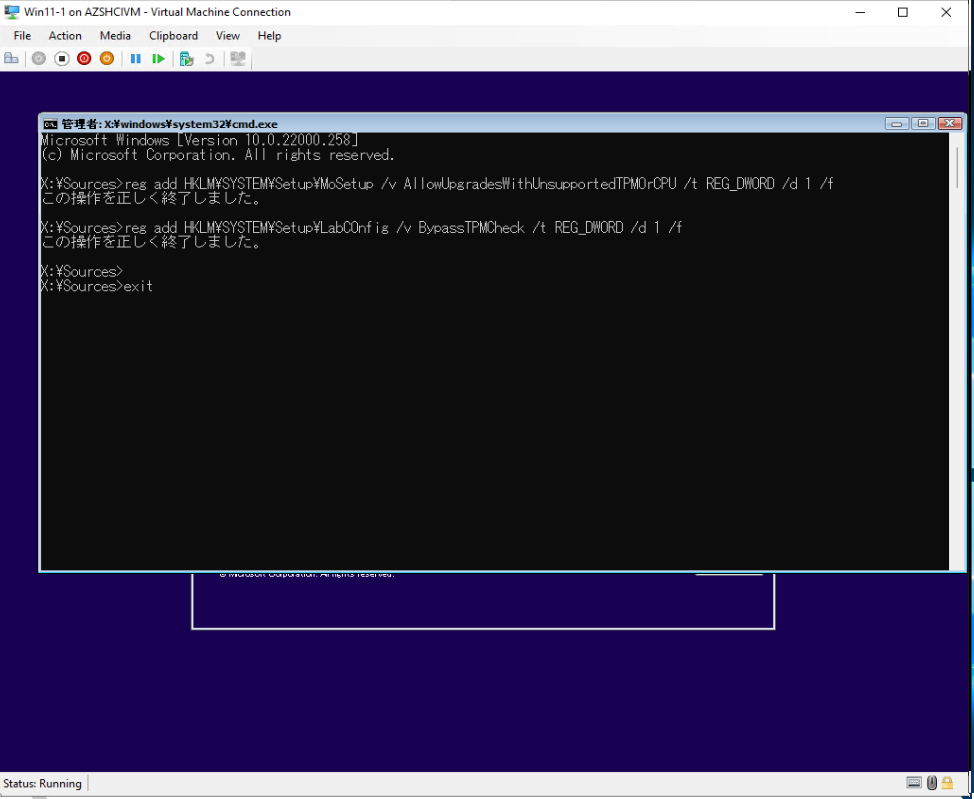 Win11-1 on AZSHCIVM - Virtual Machine Connection
File Action Media Clipboard View Help
管理者: X:¥windows¥system32¥cmd.exe
Microsoft Windows [Version 10.0.22000.258]
(c) Microsoft Corporation. All rights reserved.
X:¥Sources>reg add HKLM¥SYSTEM¥Setup¥MoSetup /v AllowUpgradesWithUnsupportedTPMOrCPU /t REG_DWORD /d 1 /f
この操作を正しく終了しました。
X:¥Sources>reg add HKLM¥SYSTEM¥Setup¥LabCOnfig /v BypassTPMCheck /t REG_DWORD /d 1 /f
この操作を正しく終了しました。
X:¥Sources>
X:¥Sources>exit
© Microsoft Corporation. All rights reserved.
Status: Running